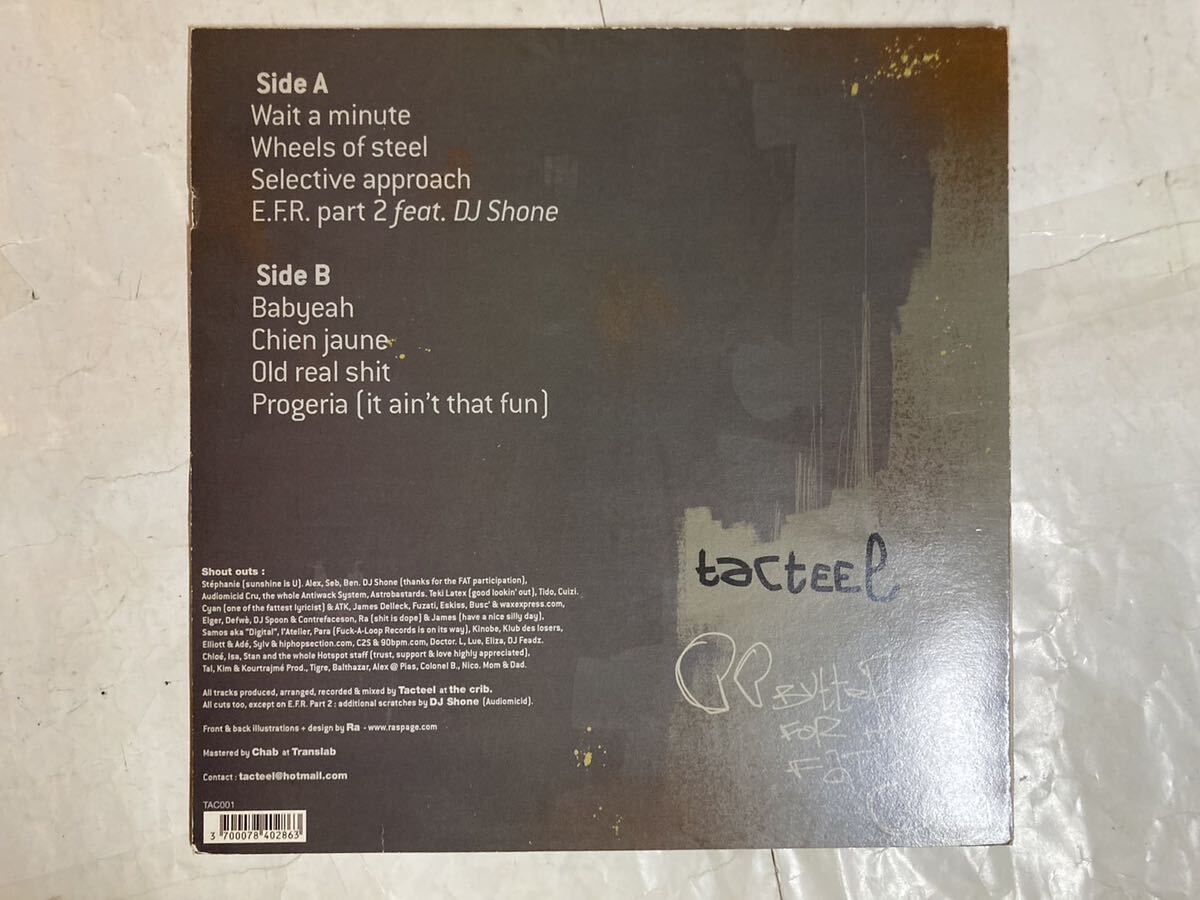 Side A
Wait a minute
Wheels of steel
Selective approach
E.F.R. part 2 feat. DJ Shone
Side B
Babyeah
Chien jaune
Old real shit
Progeria (it ain't that fun)
Shout outs :
Stéphanie (sunshine is U). Alex, Seb, Ben. DJ Shone (thanks for the FAT participation),
Audiomicid Cru, the whole Antiwack System, Astrobastards. Teki Latex (good lookin' out), Tido, Cuizi.
Cyan (one of the fattest lyricist) & ATK, James Delleck, Fuzati, Eskiss, Busc' & waxexpress.com,
Elger, Defwè, DJ Spoon & Contrefaceson, Ra (shit is dope) & James (have a nice silly day),
Samos aka "Digital", l'Atelier, Para (Fuck-A-Loop Records is on its way), Kinobe, Klub des losers,
Elliott & Adé, Sylv & hiphopsection.com, C2S & 90bpm.com, Doctor. L, Lue, Eliza, DJ Feadz.
Chloé, Isa, Stan and the whole Hotspot staff (trust, support & love highly appreciated),
Tal, Kim & Kourtrajmé Prod., Tigre, Balthazar, Alex @ Pias, Colonel B., Nico. Mom & Dad.
All tracks produced, arranged, recorded & mixed by Tacteel at the crib.
All cuts too, except on E.F.R. Part 2 : additional scratches by DJ Shone (Audiomicid).
Front & back illustrations + design by Ra - www.raspage.com
Mastered by Chab at Translab
Contact : tacteel@hotmail.com
TAC001
3 700078 402863
tacteel
Butter
FOR